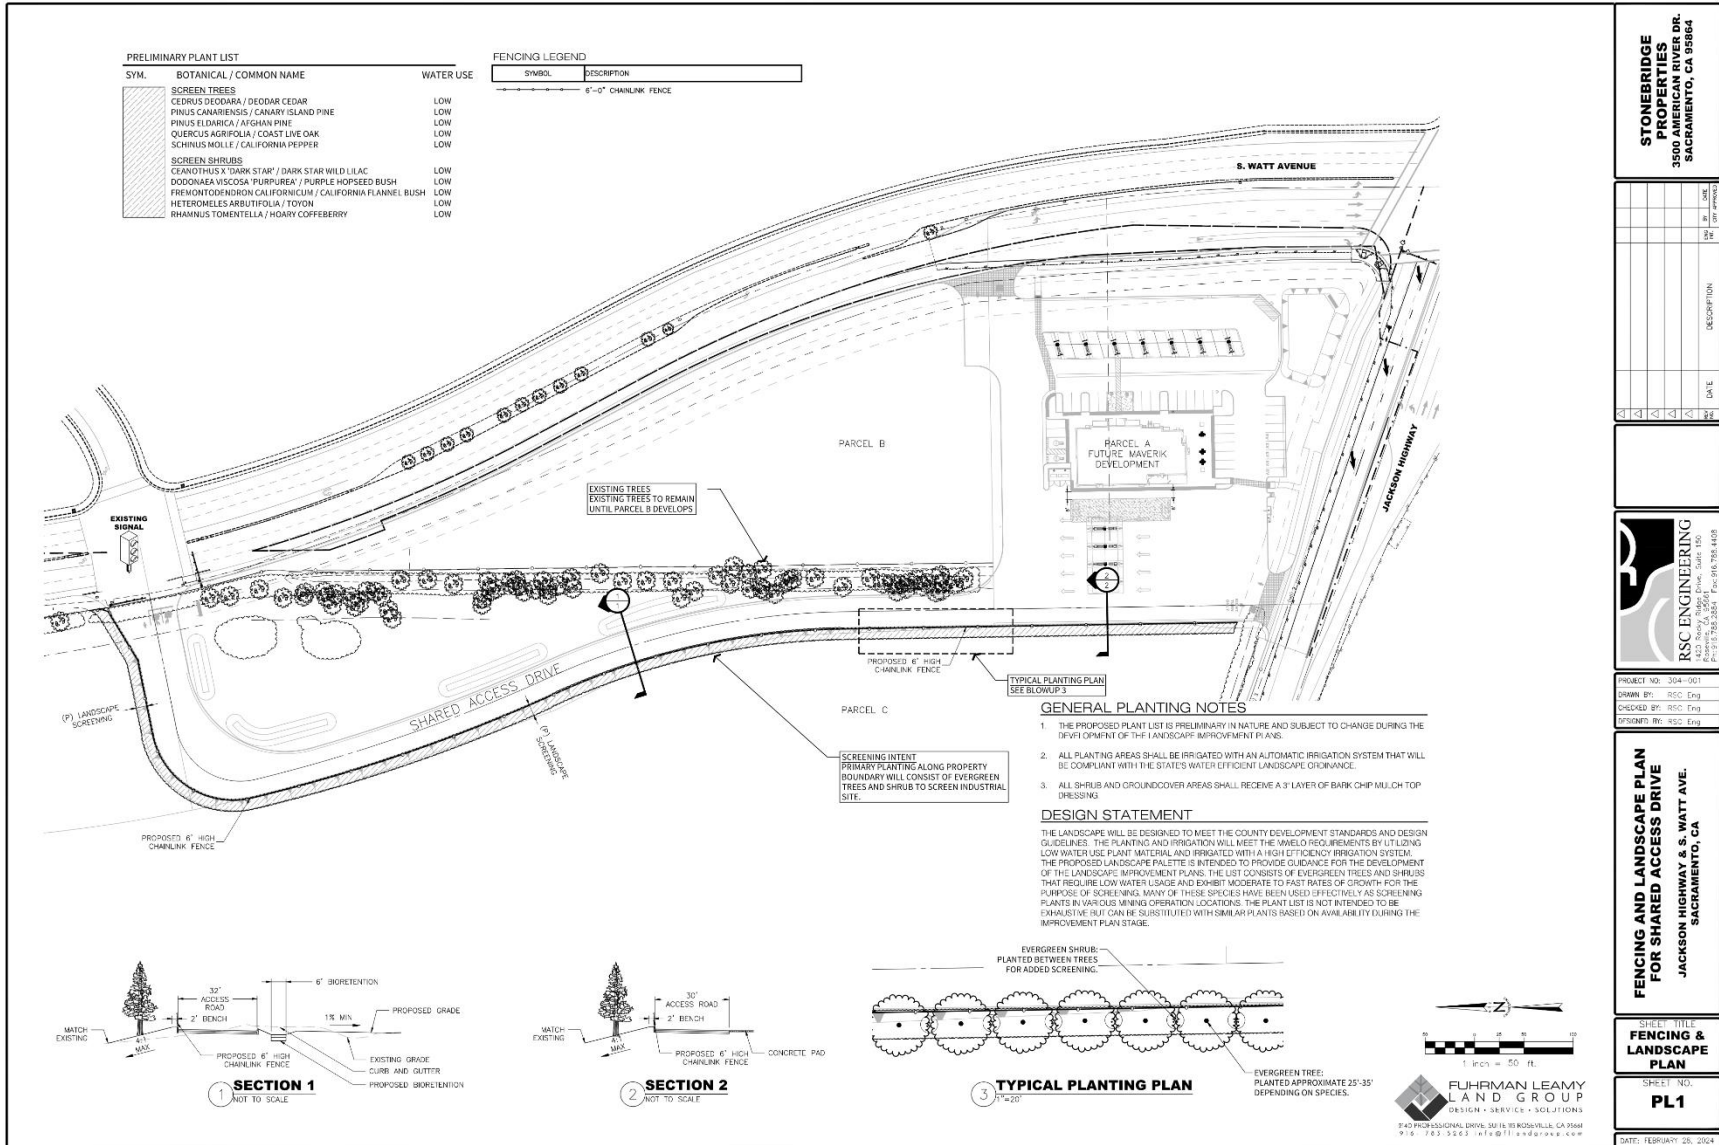 PRELIMINARY PLANT LIST
SYM. BOTANICAL / COMMON NAME WATER USE
SCREEN TREES
CEDRUS DEODARA / DEODAR CEDAR LOW
PINUS CANARIENSIS / CANARY ISLAND PINE LOW
PINUS ELDARICA / AFGHAN PINE LOW
QUERCUS AGRIFOLIA / COAST LIVE OAK LOW
SCHINUS MOLLE / CALIFORNIA PEPPER LOW
SCREEN SHRUBS
CEANOTHUS X 'DARK STAR' / DARK STAR WILD LILAC LOW
DODONAEA VISCOSA 'PURPUREA' / PURPLE HOPSEED BUSH LOW
FREMONTODENDRON CALIFORNICUM / CALIFORNIA FLANNEL BUSH LOW
HETEROMELES ARBUTIFOLIA / TOYON LOW
RHAMNUS TOMENTELLA / HOARY COFFEBERRY LOW
FENCING LEGEND
SYMBOL DESCRIPTION
6'-0" CHAINLINK FENCE
S. WATT AVENUE
JACKSON HIGHWAY
PARCEL B
PARCEL A
FUTURE MAVERIK
DEVELOPMENT
EXISTING TREES
EXISTING TREES TO REMAIN
UNTIL PARCEL B DEVELOPS
EXISTING
SIGNAL
2
2
1
PROPOSED 6' HIGH
CHAINLINK FENCE
TYPICAL PLANTING PLAN
SEE BLOWUP 3
(P) LANDSCAPE
SCREENING
SHARED ACCESS DRIVE
(P) LANDSCAPE
SCREENING
PARCEL C
SCREENING INTENT
PRIMARY PLANTING ALONG PROPERTY
BOUNDARY WILL CONSIST OF EVERGREEN
TREES AND SHRUB TO SCREEN INDUSTRIAL
SITE.
PROPOSED 6' HIGH
CHAINLINK FENCE
GENERAL PLANTING NOTES
1. THE PROPOSED PLANT LIST IS PRELIMINARY IN NATURE AND SUBJECT TO CHANGE DURING THE
DEVELOPMENT OF THE LANDSCAPE IMPROVEMENT PLANS.
2. ALL PLANTING AREAS SHALL BE IRRIGATED WITH AN AUTOMATIC IRRIGATION SYSTEM THAT WILL
BE COMPLIANT WITH THE STATE'S WATER EFFICIENT LANDSCAPE ORDINANCE.
3. ALL SHRUB AND GROUNDCOVER AREAS SHALL RECEIVE A 3" LAYER OF BARK CHIP MULCH TOP
DRESSING
DESIGN STATEMENT
THE LANDSCAPE WILL BE DESIGNED TO MEET THE COUNTY DEVELOPMENT STANDARDS AND DESIGN
GUIDELINES. THE PLANTING AND IRRIGATION WILL MEET THE MWELO REQUIREMENTS BY UTILIZING
LOW WATER USE PLANT MATERIAL AND IRRIGATED WITH A HIGH EFFICIENCY IRRIGATION SYSTEM.
THE PROPOSED LANDSCAPE PALETTE IS INTENDED TO PROVIDE GUIDANCE FOR THE DEVELOPMENT
OF THE LANDSCAPE IMPROVEMENT PLANS. THE LIST CONSISTS OF EVERGREEN TREES AND SHRUBS
THAT REQUIRE LOW WATER USAGE AND EXHIBIT MODERATE TO FAST RATES OF GROWTH FOR THE
PURPOSE OF SCREENING. MANY OF THESE SPECIES HAVE BEEN USED EFFECTIVELY AS SCREENING
PLANTS IN VARIOUS MINING OPERATION LOCATIONS. THE PLANT LIST IS NOT INTENDED TO BE
EXHAUSTIVE BUT CAN BE SUBSTITUTED WITH SIMILAR PLANTS BASED ON AVAILABILITY DURING THE
IMPROVEMENT PLAN STAGE.
32'
ACCESS
ROAD
2' BENCH
6' BIORETENTION
1% MIN
PROPOSED GRADE
MATCH
EXISTING
4:1
MAX
PROPOSED 6' HIGH
CHAINLINK FENCE
EXISTING GRADE
CURB AND GUTTER
PROPOSED BIORETENTION
1 SECTION 1
NOT TO SCALE
30'
ACCESS ROAD
2' BENCH
MATCH
EXISTING
4:1
MAX
PROPOSED 6' HIGH
CHAINLINK FENCE
CONCRETE PAD
2 SECTION 2
NOT TO SCALE
EVERGREEN SHRUB:
PLANTED BETWEEN TREES
FOR ADDED SCREENING.
EVERGREEN TREE:
PLANTED APPROXIMATE 25'-35'
DEPENDING ON SPECIES.
3 TYPICAL PLANTING PLAN
1"=20'
N
1 inch = 50 ft.
FUHRMAN LEAMY
LAND GROUP
DESIGN • SERVICE • SOLUTIONS
STONEBRIDGE
PROPERTIES
3500 AMERICAN RIVER DR.
SACRAMENTO, CA 95864
DATE
DESCRIPTION
BY
DATE
RSC ENGINEERING
PROJECT NO: 304-001
DRAWN BY: RSC Eng
CHECKED BY: RSC Eng
DESIGNED BY: RSC Eng
FENCING AND LANDSCAPE PLAN
FOR SHARED ACCESS DRIVE
JACKSON HIGHWAY & S. WATT AVE.
SACRAMENTO, CA
SHEET TITLE
FENCING &
LANDSCAPE
PLAN
SHEET NO.
PL1
DATE: FEBRUARY 28, 2024